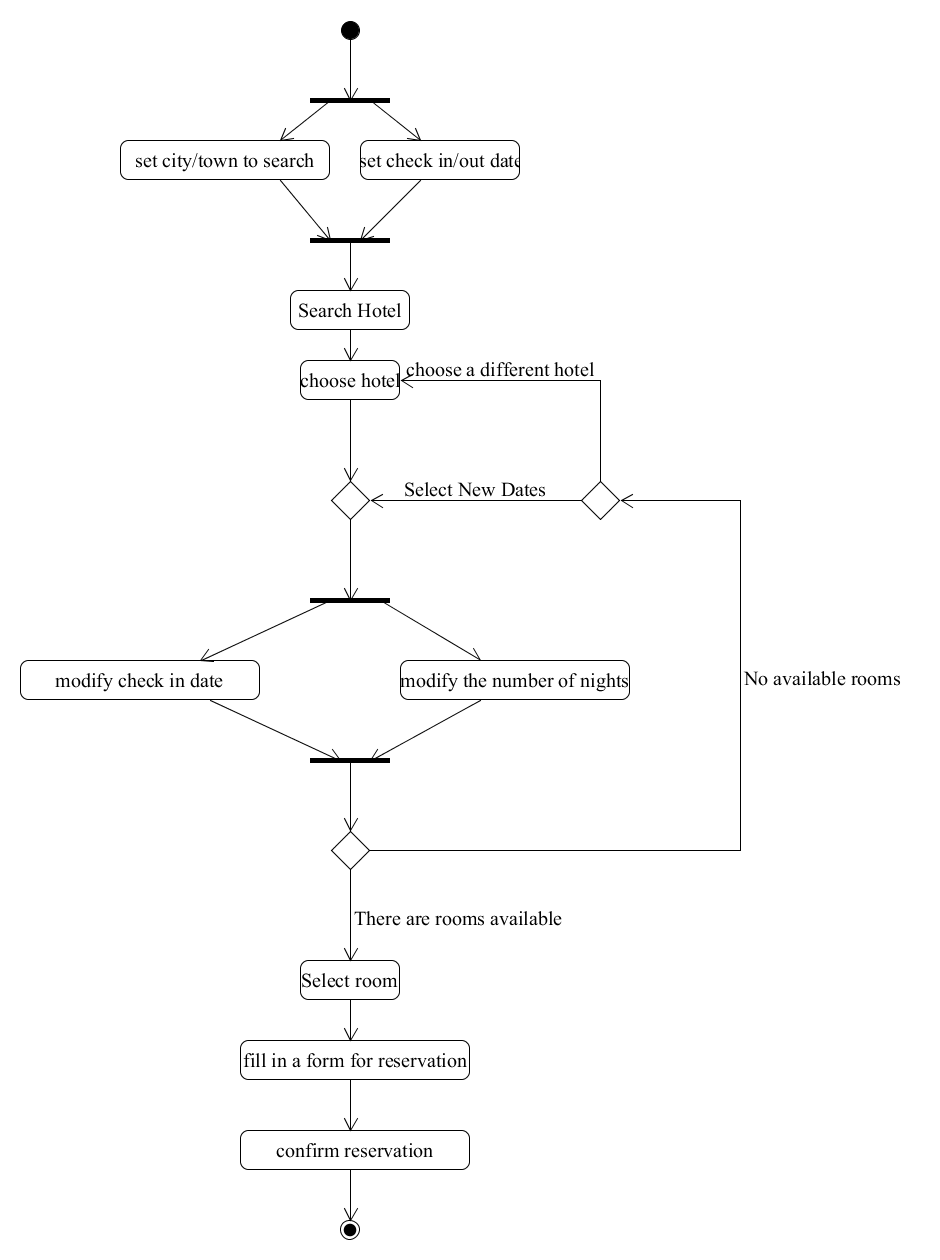 set city/town to search
set check in/out date
Search Hotel
choose hotel
choose a different hotel
Select New Dates
modify check in date
modify the number of nights
No available rooms
There are rooms available
Select room
fill in a form for reservation
confirm reservation